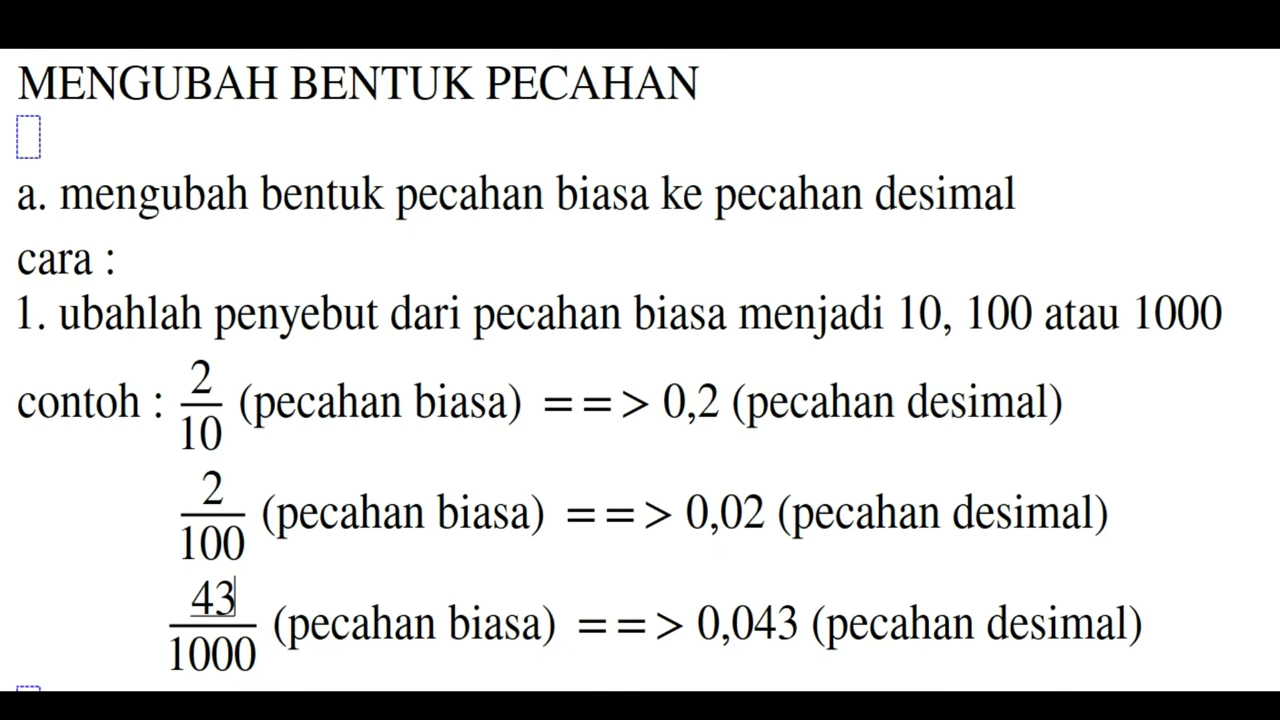 MENGUBAH BENTUK PECAHAN
a. mengubah bentuk pecahan biasa ke pecahan desimal
cara :
1. ubahlah penyebut dari pecahan biasa menjadi 10, 100 atau 1000
contoh : 2/10 (pecahan biasa) ==> 0,2 (pecahan desimal)
2/100 (pecahan biasa) ==> 0,02 (pecahan desimal)
43/1000 (pecahan biasa) ==> 0,043 (pecahan desimal)